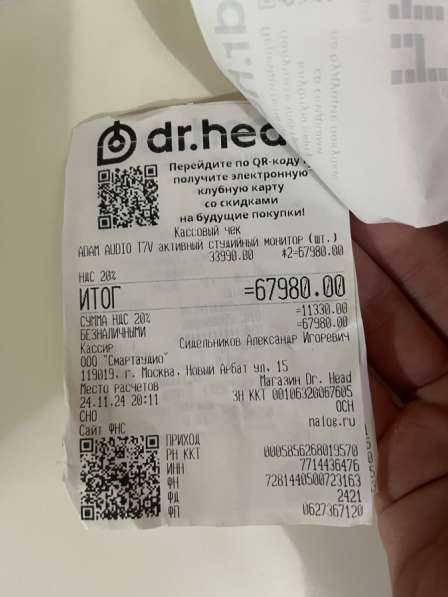 dr.hea
Перейдите по QR-коду
получите электронную
клубную карту
со скидками
на будущие покупки!
Кассовый чек
ADAM AUDIO T7V активный студийный монитор (шт.)
33990.00 *2=67980.00
НДС 20%
ИТОГ =67980.00
СУММА НДС 20% =11330.00
БЕЗНАЛИЧНЫМИ =67980.00
Кассир Сидельников Александр Игоревич
ООО "Смартаудио"
119019, г. Москва, Новый Арбат ул, 15
Место расчетов Магазин Dr. Head
24.11.24 20:11 ЗН ККТ 00106320067605
СНО ОСН
Сайт ФНС nalog.ru
ПРИХОД
РН ККТ 0005856268019570
ИНН 7714436476
ФН 7281440500723163
ФД 2421
ФП 0627367120